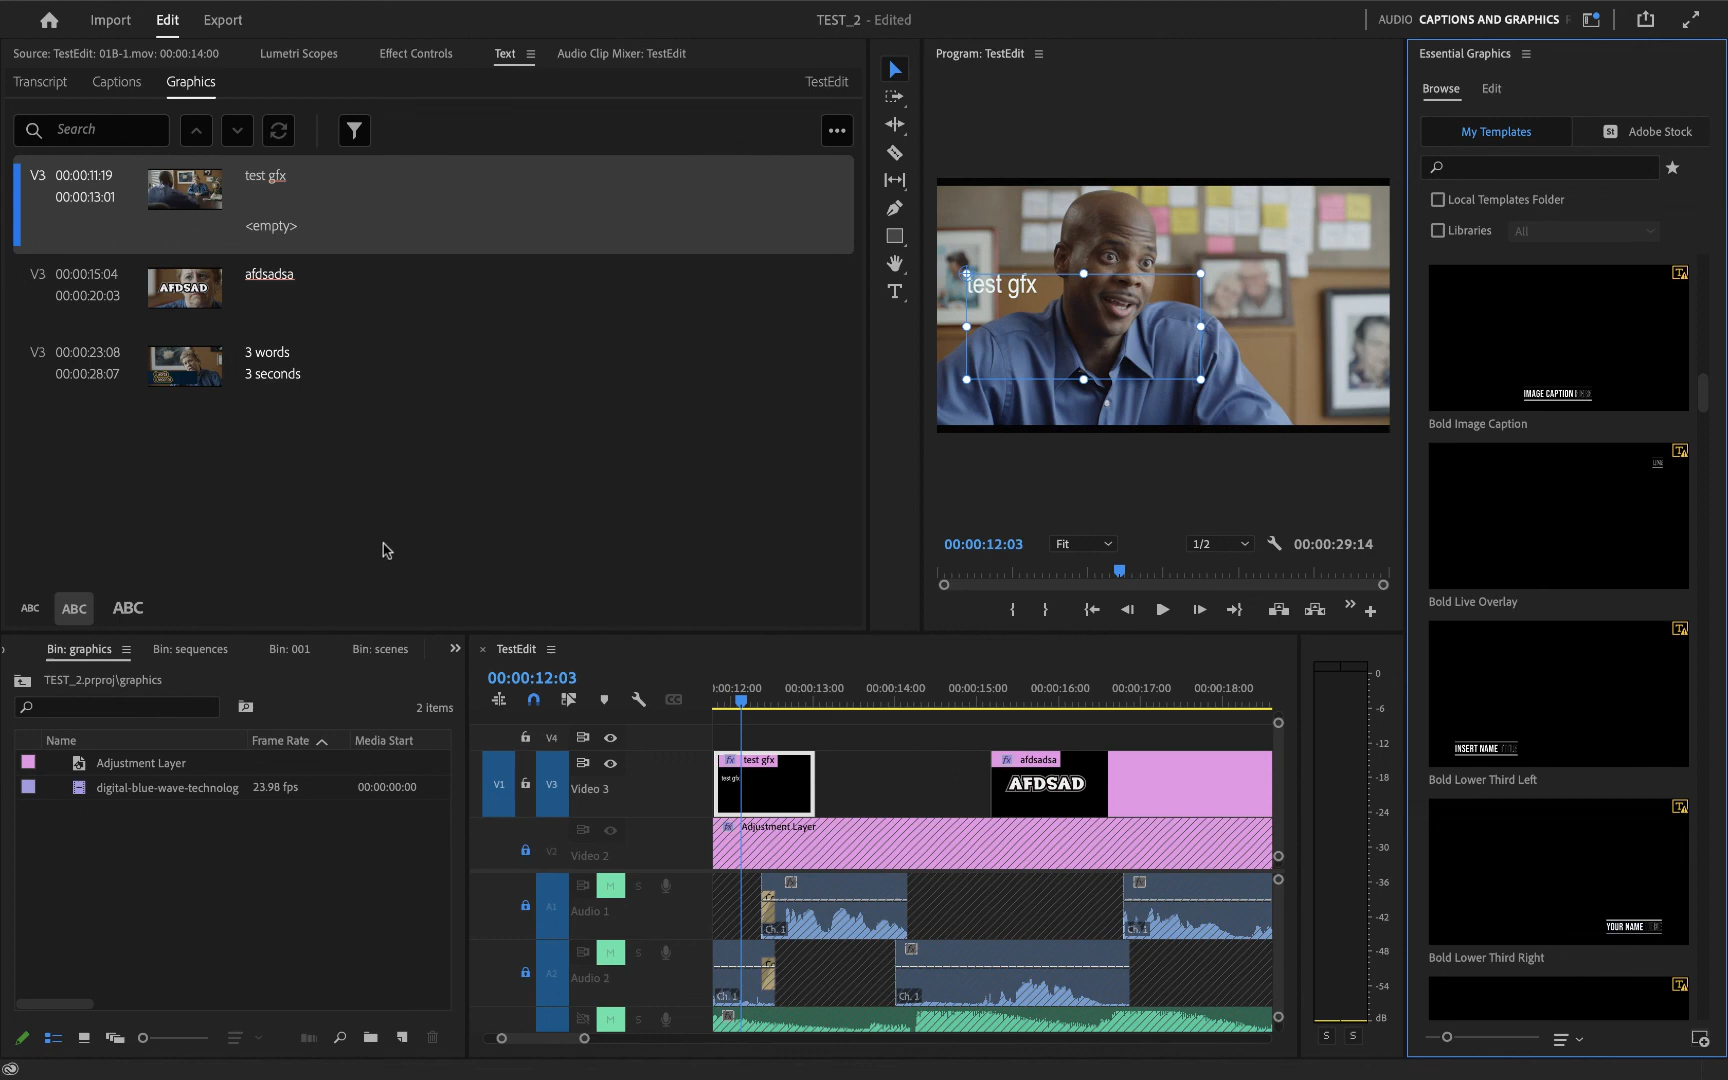 Import
Edit
Export
TEST_2 - Edited
AUDIO
CAPTIONS AND GRAPHICS
Source: TestEdit: 01B-1.mov: 00:00:14:00
Lumetri Scopes
Effect Controls
Text
Audio Clip Mixer: TestEdit
Transcript
Captions
Graphics
TestEdit
Search
V3
00:00:11:19
00:00:13:01
test gfx
<empty>
V3
00:00:15:04
00:00:20:03
AFDSAD
afdsadsa
V3
00:00:23:08
00:00:28:07
3 words
3 seconds
ABC
ABC
ABC
Program: TestEdit
test gfx
00:00:12:03
Fit
1/2
00:00:29:14
Essential Graphics
Browse
Edit
My Templates
St
Adobe Stock
Local Templates Folder
Libraries
All
IMAGE CAPTION
Bold Image Caption
Bold Live Overlay
INSERT NAME
Bold Lower Third Left
YOUR NAME
Bold Lower Third Right
Bin: graphics
Bin: sequences
Bin: 001
Bin: scenes
TEST_2.prproj\graphics
2 items
Name
Frame Rate
Media Start
Adjustment Layer
digital-blue-wave-technolog
23.98 fps
00:00:00:00
TestEdit
00:00:12:03
:00:12:00
00:00:13:00
00:00:14:00
00:00:15:00
00:00:16:00
00:00:17:00
00:00:18:00
V4
V1
V3
Video 3
fx test gfx
test gfx
fx afdsadsa
AFDSAD
V2
Video 2
fx Adjustment Layer
A1
M
S
Audio 1
Ch. 1
Ch. 1
A2
M
S
Audio 2
Ch. 1
Ch. 1
M
S
0
-6
-12
-18
-24
-30
-36
-42
-48
-54
dB
S
S